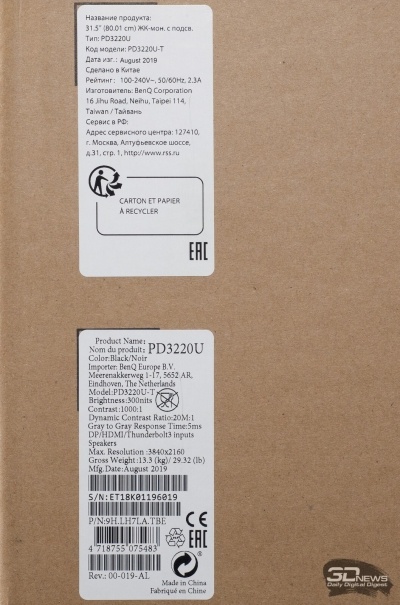 Название продукта:
31.5" (80.01 cm) ЖК-мон. с подсв.
Тип: PD3220U
Код модели: PD3220U-T
Дата изг.: August 2019
Сделано в Китае
Рейтинг: 100-240V~, 50/60Hz, 2.3A
Изготовитель: BenQ Corporation
16 Jihu Road, Neihu, Taipei 114,
Taiwan / Тайвань
Сервис в РФ:
Адрес сервисного центра: 127410,
г. Москва, Алтуфьевское шоссе,
д.31, стр. 1, http://www.rss.ru
CARTON ET PAPIER
À RECYCLER
EAC
Product Name:
Nom du produit: PD3220U
Color:Black/Noir
Importer: BenQ Europe B.V.
Meerenakkerweg 1-17, 5652 AR,
Eindhoven, The Netherlands
Model:PD3220U-T
Brightness:300nits
Contrast:1000:1
Dynamic Contrast Ratio:20M:1
Gray to Gray Response Time:5ms
DP/HDMI/Thunbolt3 inputs
Speakers
Max. Resolution :3840x2160
Gross Weight:13.3( kg)/ 29.32 (lb)
Mfg.Date:August 2019
S/N:ET18K01196019
P/N:9H.LH7LA.TBE
CE
EAC
4 718755 075483
Rev.: 00-019-AL
Made in China
Fabriqué en Chine
3DNEWS
Daily Digital Digest